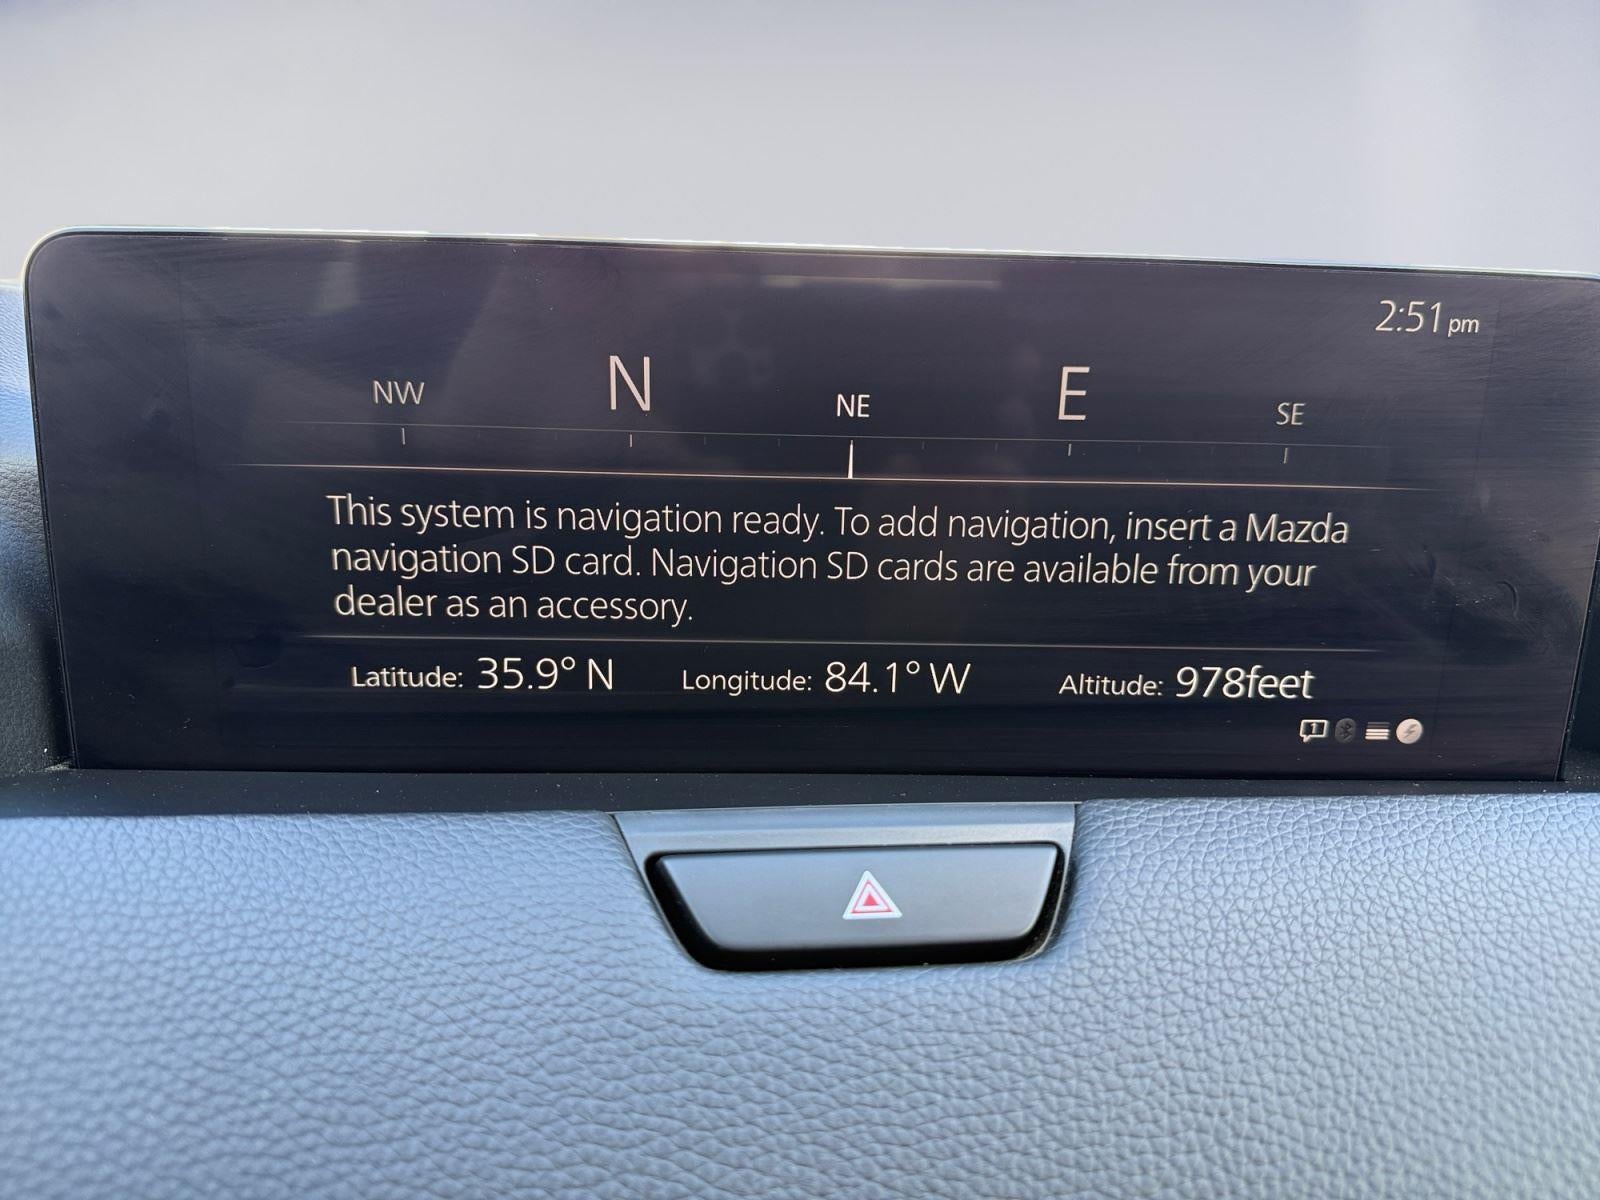 2:51 pm
NW N NE E SE
This system is navigation ready. To add navigation, insert a Mazda
navigation SD card. Navigation SD cards are available from your
dealer as an accessory.
Latitude: 35.9° N Longitude: 84.1° W Altitude: 978feet
1